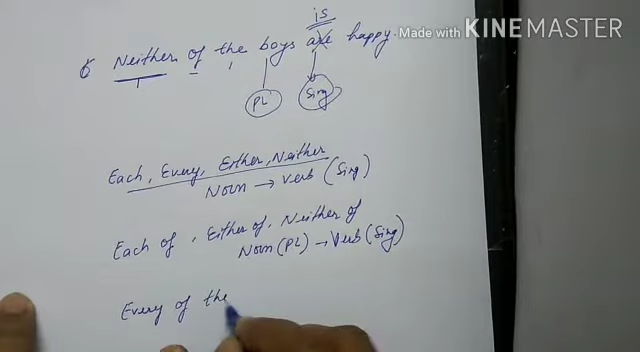 is
Made with KINEMASTER
Neither of the boys are happy.
PL Sing
Each, Every, Either, Neither
Noun → Verb (Sing)
Each of, Either of, Neither of
Noun (PL) → Verb (Sing)
Every of the